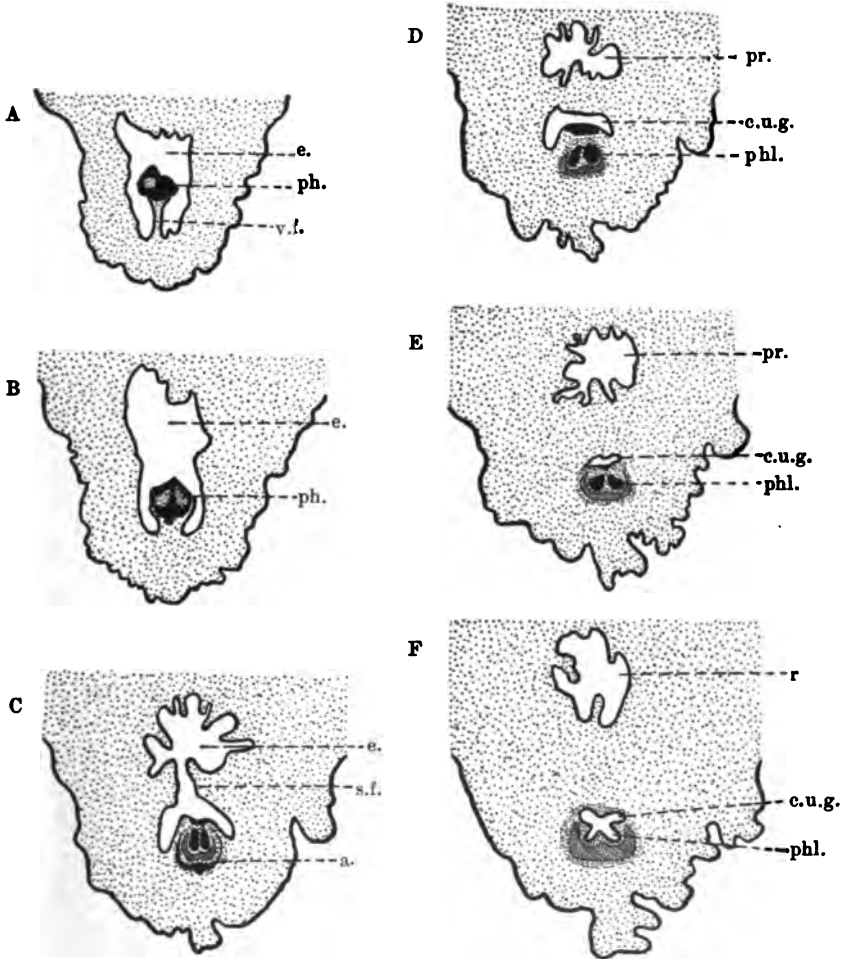 A
e.
ph.
v.f.
B
e.
ph.
C
e.
s.f.
a.
D
pr.
c.u.g.
phl.
E
pr.
c.u.g.
phl.
F
r
c.u.g.
phl.